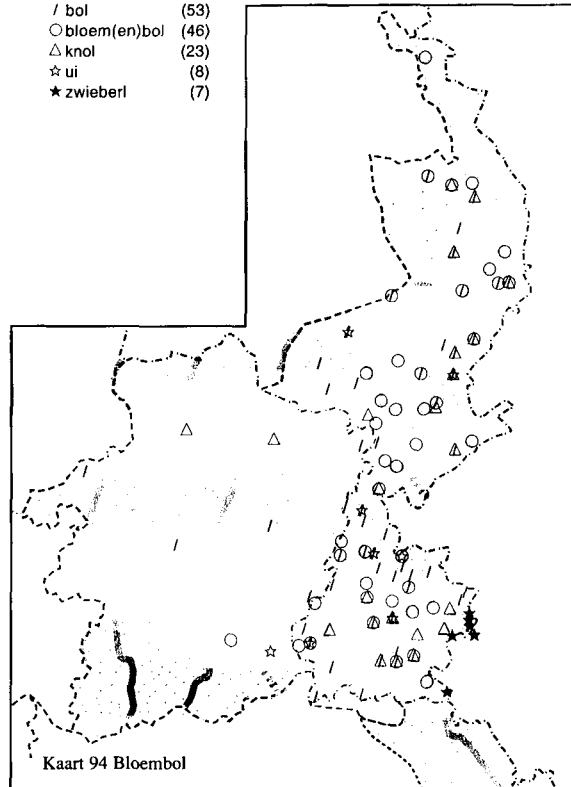 / bol (53)
○ bloem(en)bol (46)
△ knol (23)
☆ ui (8)
★ zwieberl (7)
Kaart 94 Bloembol